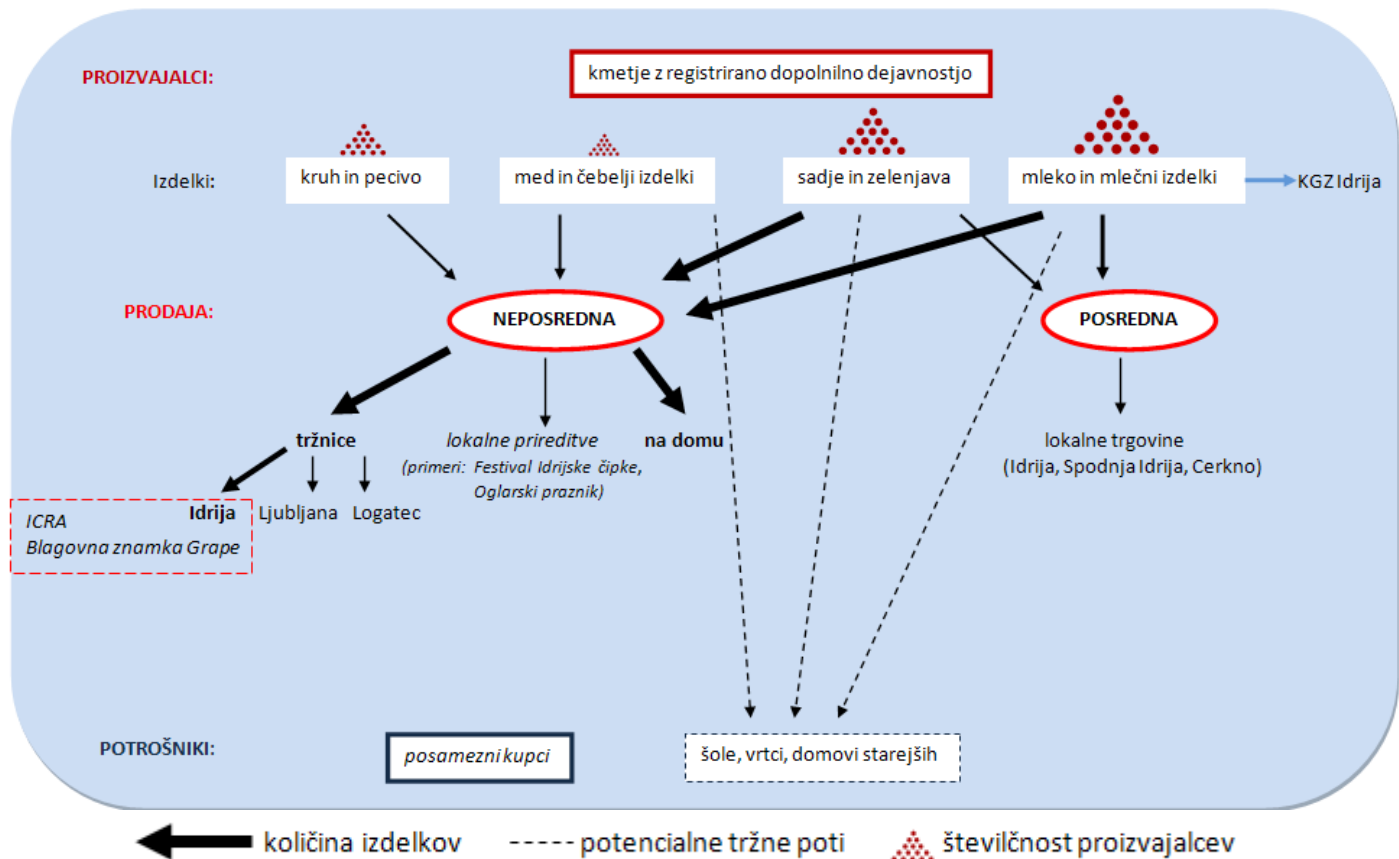 PROIZVAJALCI:
kmetje z registrirano dopolnilno dejavnostjo
Izdelki:
kruh in pecivo
med in čebelji izdelki
sadje in zelenjava
mleko in mlečni izdelki
KGZ Idrija
PRODAJA:
NEPOSREDNA
POSREDNA
tržnice
lokalne prireditve
(primeri: Festival Idrijske čipke,
Oglarski praznik)
na domu
lokalne trgovine
(Idrija, Spodnja Idrija, Cerkno)
Idrija
Ljubljana
Logatec
ICRA
Blagovna znamka Grape
POTROŠNIKI:
posamezni kupci
šole, vrtci, domovi starejših
količina izdelkov
potencialne tržne poti
številčnost proizvajalcev